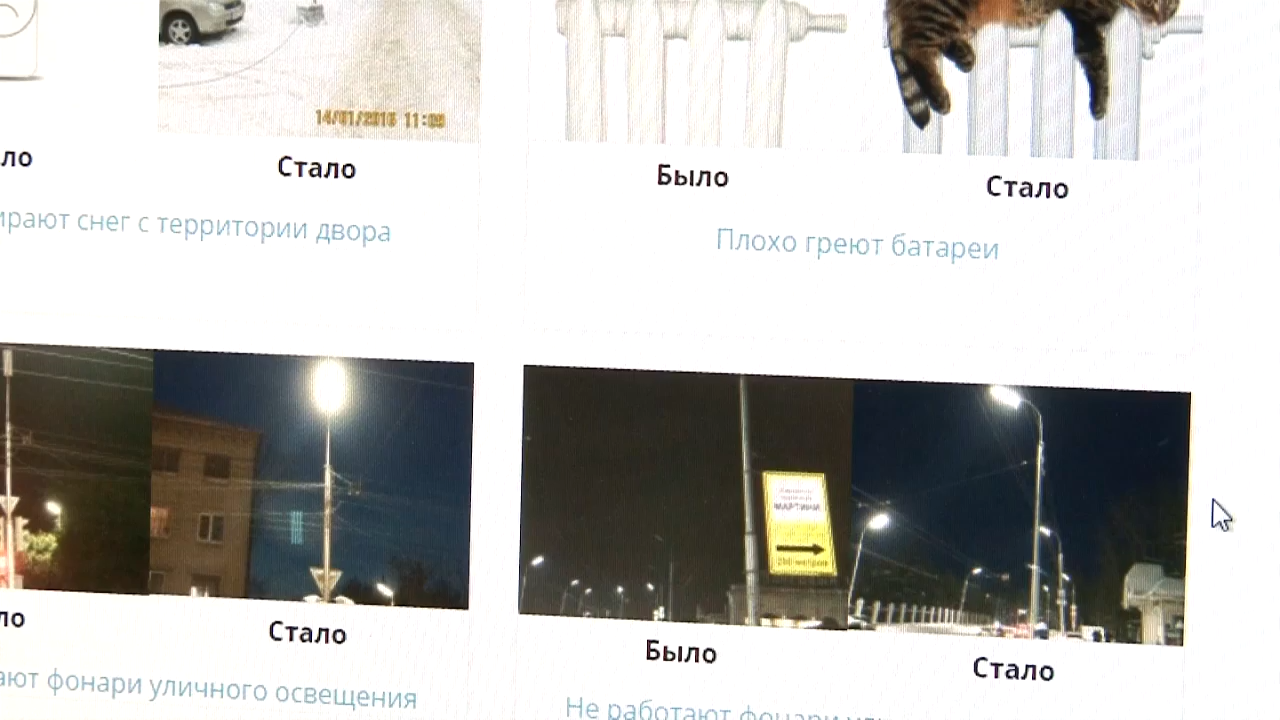 14/01/2016 11:
ло
Стало
Было
Стало
ирают снег с территории двора
Плохо греют батареи
МАРТИНИ
ло
Стало
Было
Стало
ают фонари уличного освещения
Не работают фонари